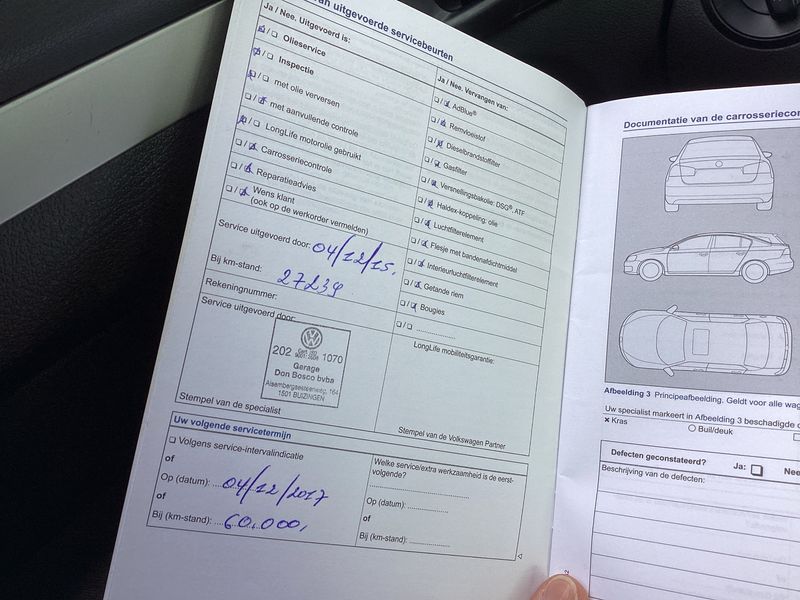 van uitgevoerde servicebeurten
Ja / Nee. Uitgevoerd is:
Olieservice
Inspectie
met olie verversen
met aanvullende controle
LongLife motorolie gebruikt
Carrosseriecontrole
Reparatieadvies
Wens klant
(ook op de werkorder vermelden)
Service uitgevoerd door: 04/12/15.
Bij km-stand: 27239
Rekeningnummer:
Service uitgevoerd door:
202 1070
Garage
Don Bosco bvba
Alsembergsesteenweg, 164
1501 BUIZINGEN
Stempel van de specialist
Ja / Nee. Vervangen van:
AdBlue®
Remvloeistof
Dieselbrandstoffilter
Gasfilter
Versnellingsbakolie: DSG®, ATF
Haldex-koppeling: olie
Luchtfilterelement
Flesje met bandenafdichtmiddel
Interieurluchtfilterelement
Getande riem
Bougies
LongLife mobiliteitsgarantie:
Stempel van de Volkswagen Partner
Uw volgende servicetermijn
Volgens service-intervalindicatie
of
Op (datum): 04/12/2017
of
Bij (km-stand): 60.000,
Welke service/extra werkzaamheid is de eerst-
volgende?
Op (datum):
of
Bij (km-stand):
Documentatie van de carrosseriecon
Afbeelding 3 Principeafbeelding. Geldt voor alle wag
Uw specialist markeert in Afbeelding 3 beschadigde
× Kras
Buil/deuk
Defecten geconstateerd? Ja: Nee
Beschrijving van de defecten: